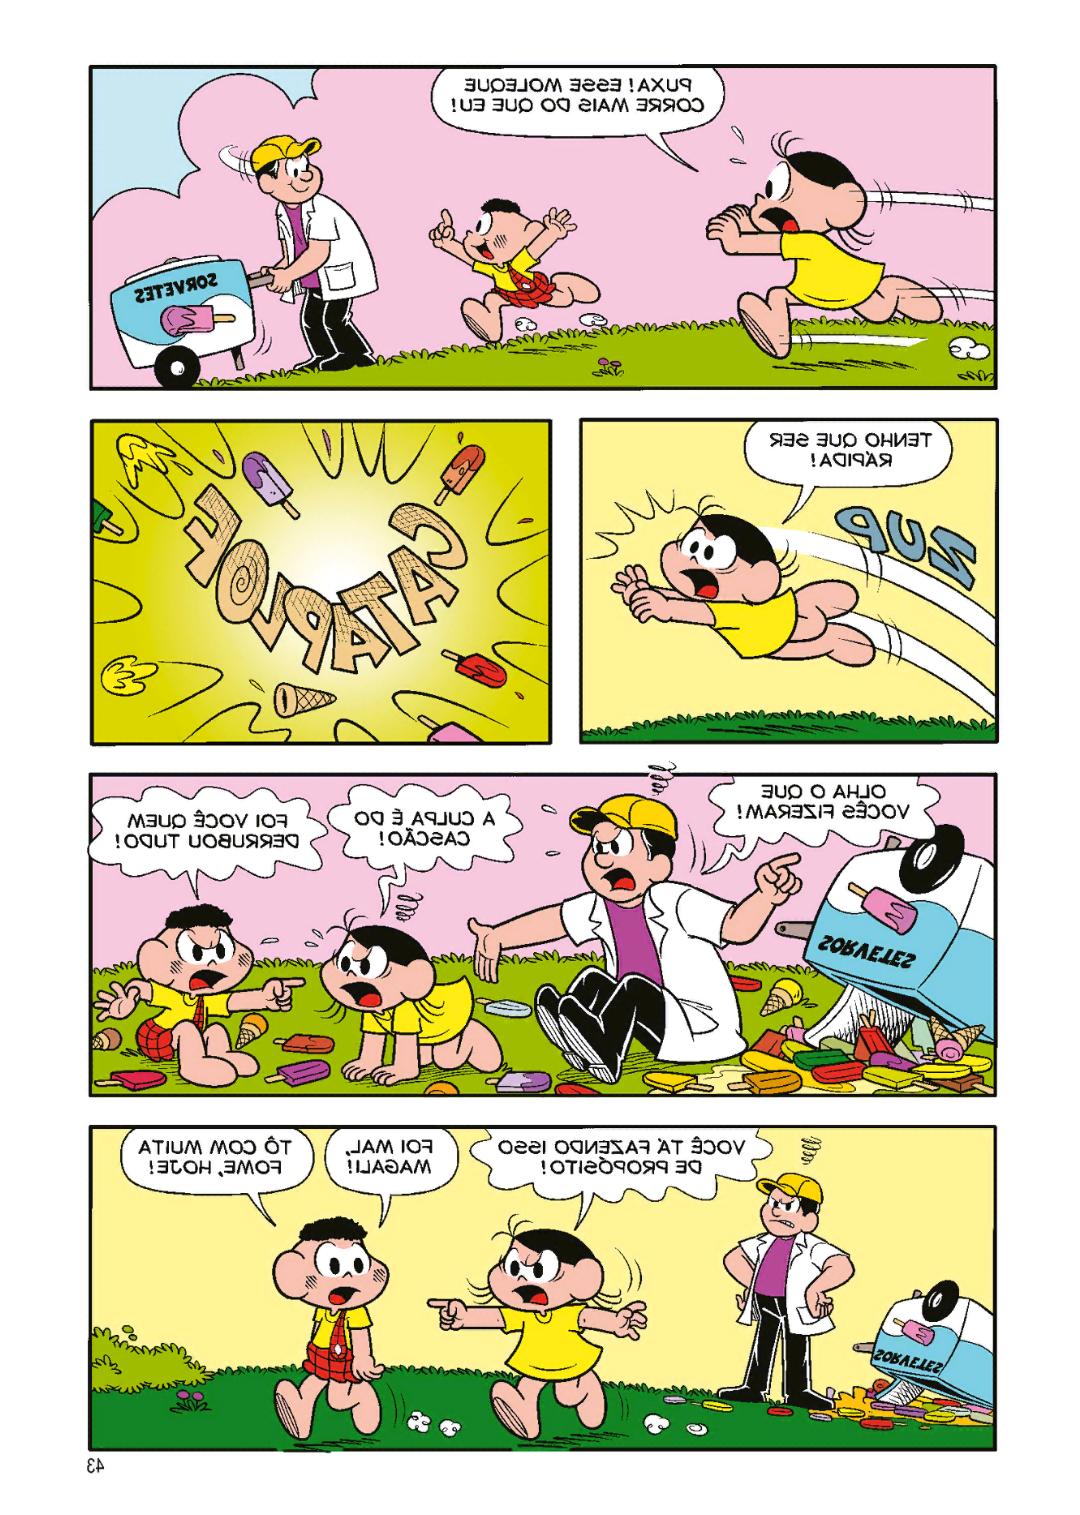 PUXA! ESSE MOLEQUE
CORRE MAIS DO QUE EU!
SORVETES
TENHO QUE SER
RÁPIDA!
ZUP
CATAPLOF
OLHA O QUE
VOCÊS FIZERAM!
A CULPA É DO
CASCÃO!
FOI VOCÊ QUEM
DERRUBOU TUDO!
SORVETES
VOCÊ TÁ FAZENDO ISSO
DE PROPÓSITO!
FOI MAL,
MAGALI!
TÔ COM MUITA
FOME, HOJE!
SORVETES
43